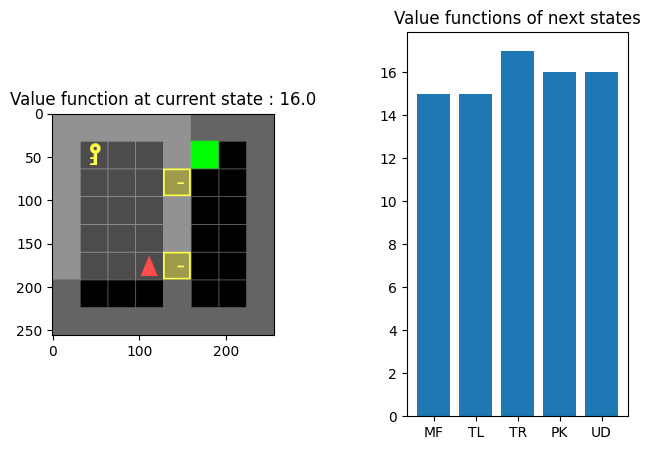 Value functions of next states
Value function at current state : 16.0
0
50
100
150
200
250
0
100
200
16
14
12
10
8
6
4
2
0
MF
TL
TR
PK
UD